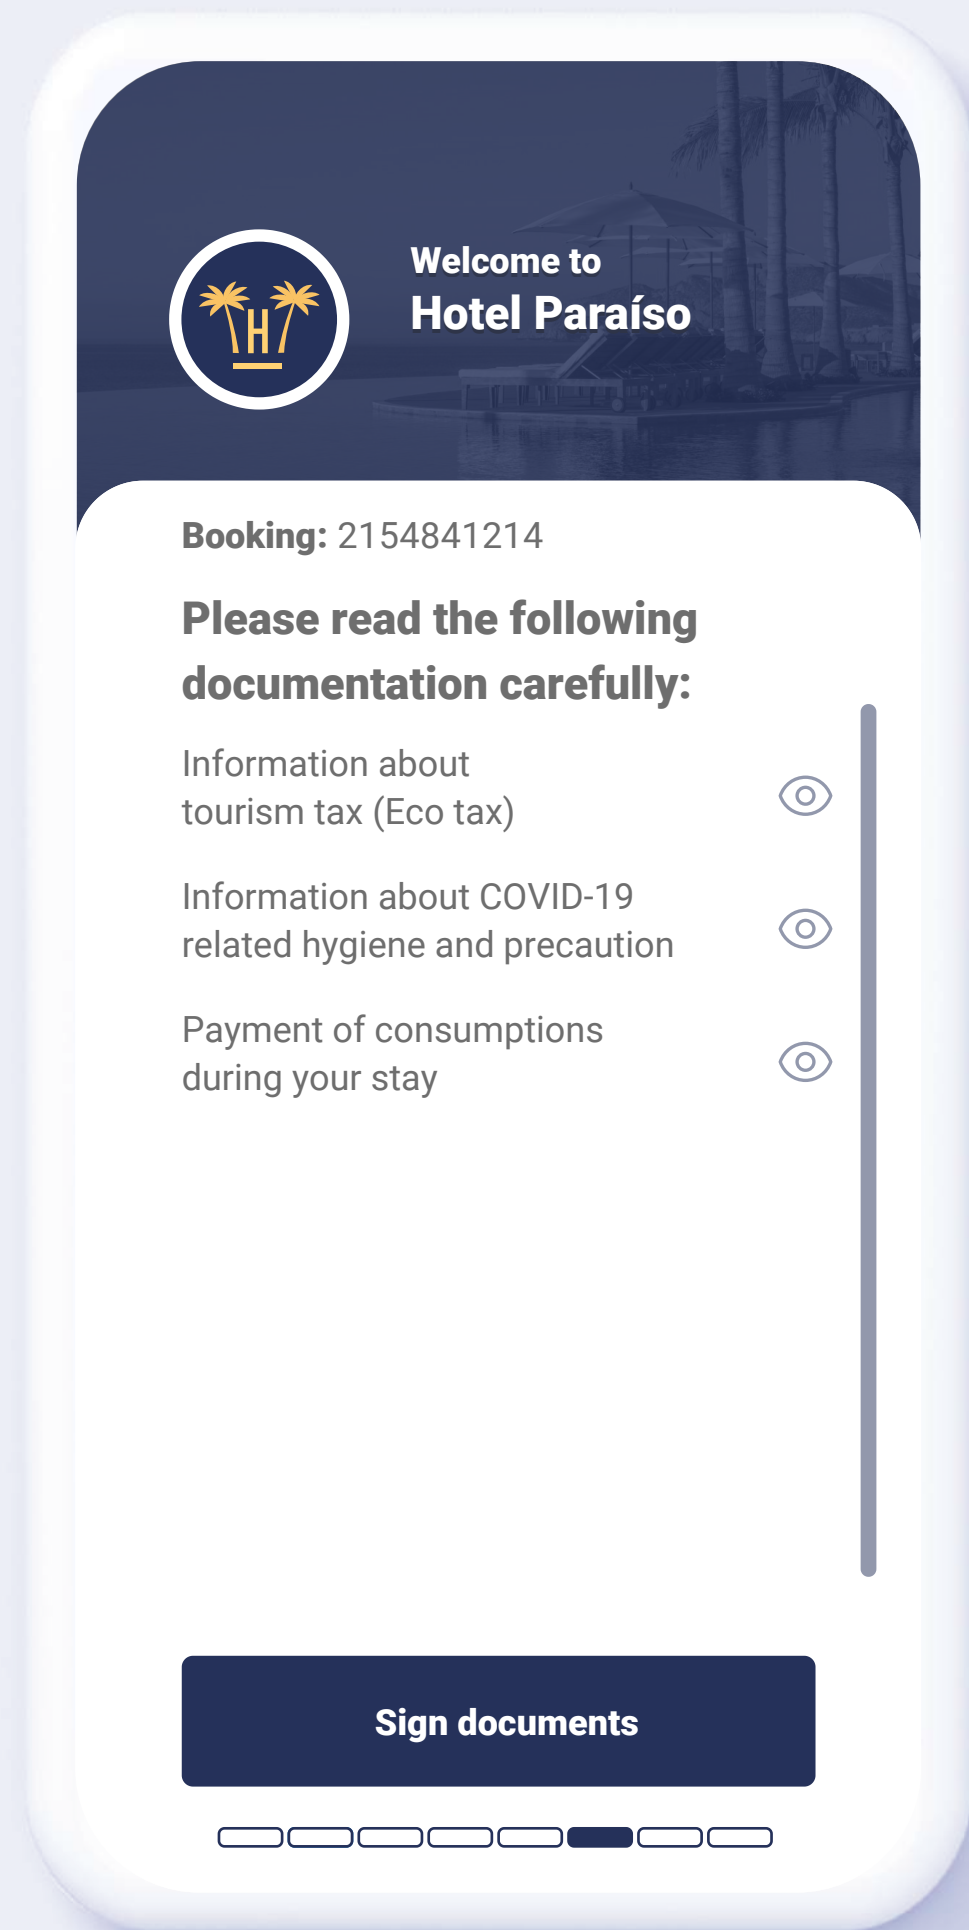 H
Welcome to
Hotel Paraíso
Booking: 2154841214
Please read the following
documentation carefully:
Information about
tourism tax (Eco tax)
Information about COVID-19
related hygiene and precaution
Payment of consumptions
during your stay
Sign documents